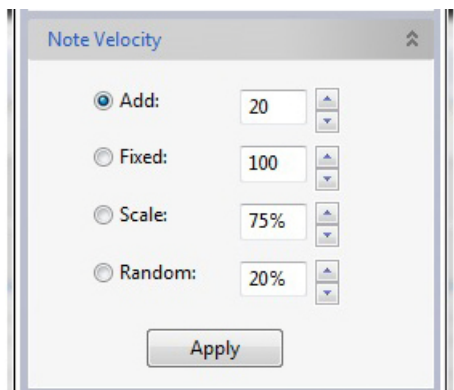 Note Velocity
Add: 20
Fixed: 100
Scale: 75%
Random: 20%
Apply